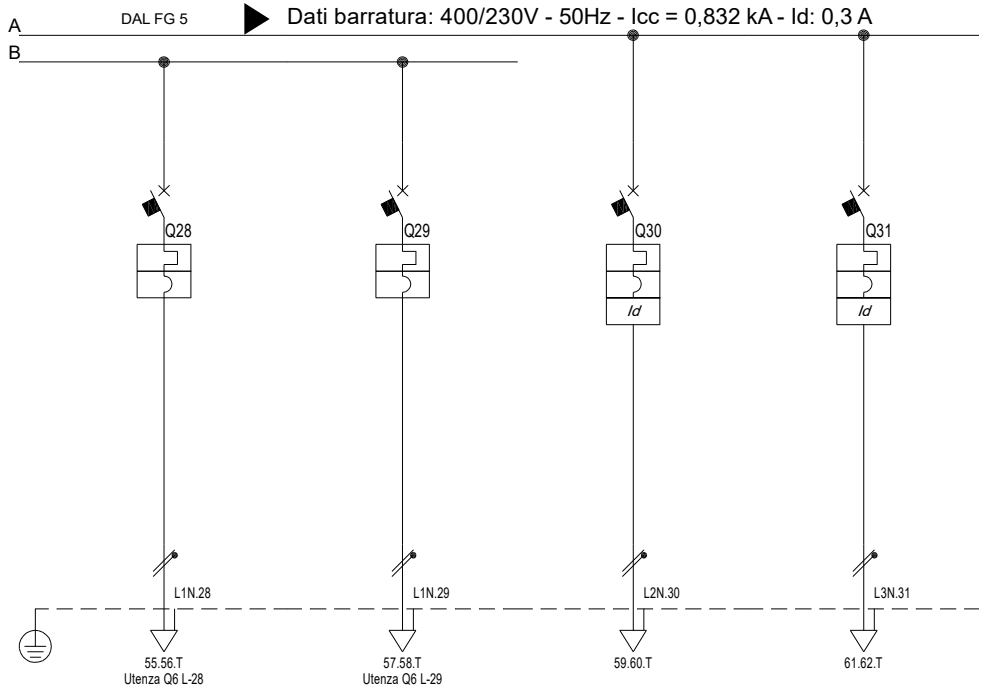 A
DAL FG 5
Dati barratura: 400/230V - 50Hz - Icc = 0,832 kA - Id: 0,3 A
B
Q28
Q29
Q30
Q31
Id
Id
L1N.28
L1N.29
L2N.30
L3N.31
55.56.T
57.58.T
59.60.T
61.62.T
Utenza Q6 L-28
Utenza Q6 L-29